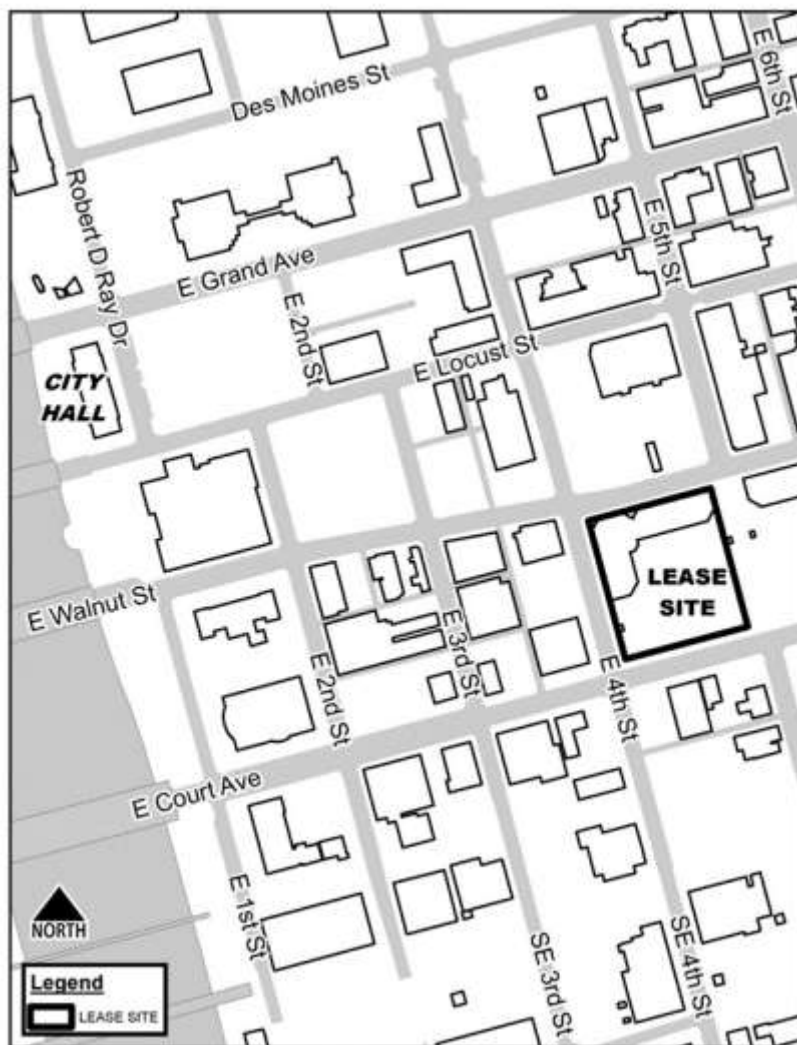 E 6th St
Des Moines St
Robert D Ray Dr
E 5th St
E Grand Ave
E 2nd St
E Locust St
CITY
HALL
LEASE
SITE
E Walnut St
E 3rd St
E 2nd St
E 4th St
E Court Ave
E 1st St
SE 3rd St
SE 4th St
NORTH
Legend
LEASE SITE